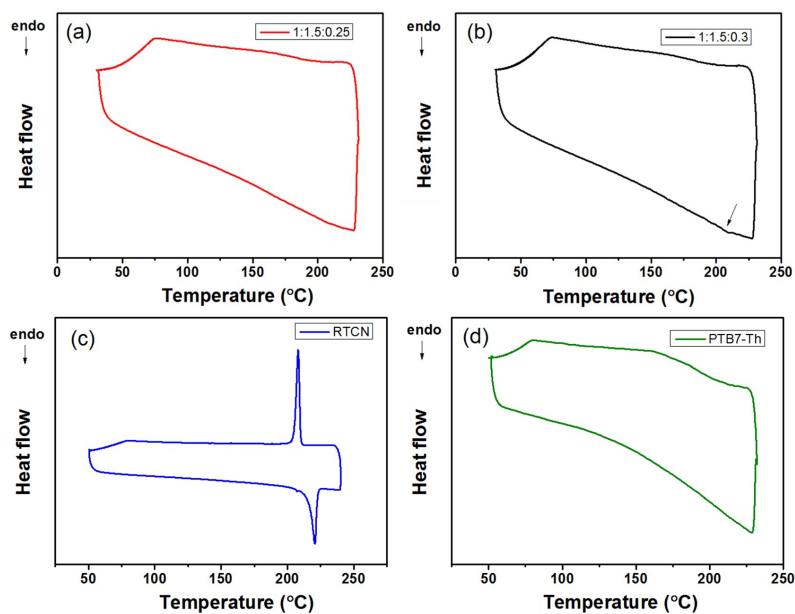 endo
(a)
1:1.5:0.25
Heat flow
0 50 100 150 200 250
Temperature (°C)
endo
(b)
1:1.5:0.3
Heat flow
0 50 100 150 200 250
Temperature (°C)
endo
(c)
RTCN
Heat flow
50 100 150 200 250
Temperature (°C)
endo
(d)
PTB7-Th
Heat flow
50 100 150 200 250
Temperature (°C)